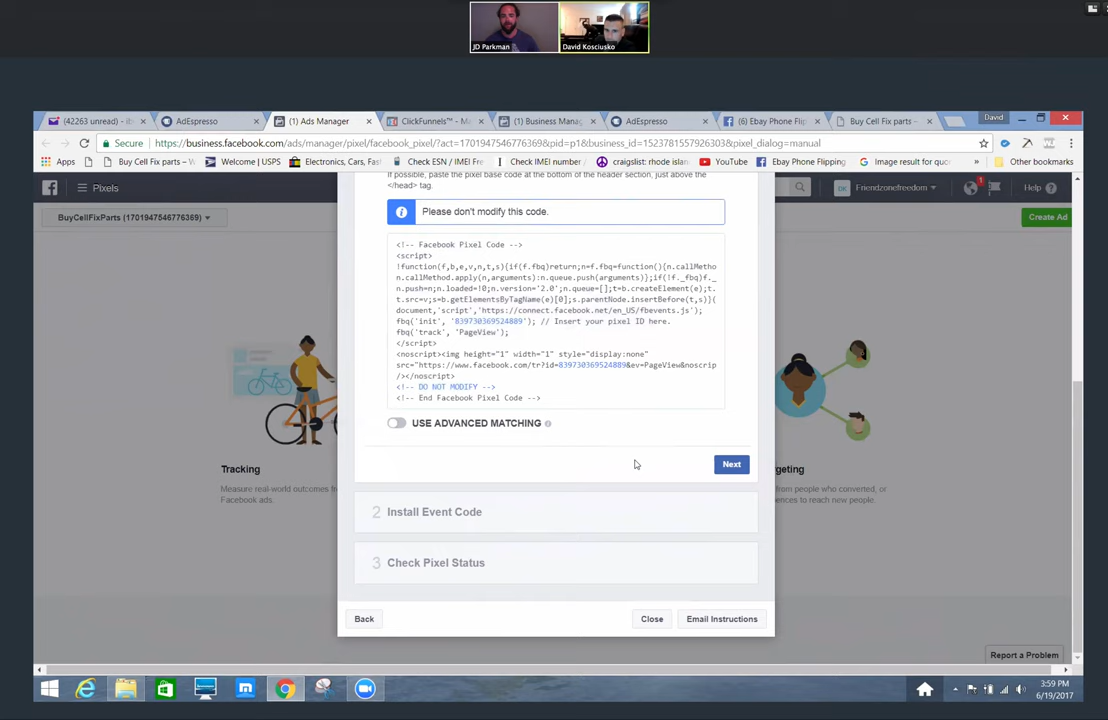 JD Parkman
David Kosciusko
(42263 unread) - ib
AdEspresso
(1) Ads Manager
ClickFunnels™ - M
(1) Business Mana
AdEspresso
(6) Ebay Phone Flip
Buy Cell Fix parts -
David
Secure
https://business.facebook.com/ads/manager/pixel/facebook_pixel/?act=1701947546776369&pid=p1&business_id=1523781557926303&pixel_dialog=manual
Apps
Buy Cell Fix parts – W
Welcome | USPS
Electronics, Cars, Fas
Check ESN / IMEI Fre
Check IMEI number
craigslist: rhode islan
YouTube
Ebay Phone Flipping
Image result for quo
»
Other bookmarks
If possible, paste the pixel base code at the bottom of the header section, just above the
</head> tag.
Pixels
DK Friendzonefreedom
1
Help
BuyCellFixParts (1701947546776369)
Create Ad
Please don't modify this code.
<!-- Facebook Pixel Code -->
<script>
!function(f,b,e,v,n,t,s){if(f.fbq)return;n=f.fbq=function(){n.callMetho
n.callMethod.apply(n,arguments):n.queue.push(arguments)};if(!f._fbq)f._
n.push=n;n.loaded=!0;n.version='2.0';n.queue=[];t=b.createElement(e);t.
t.src=v;s=b.getElementsByTagName(e)[0];s.parentNode.insertBefore(t,s)}(
document,'script','https://connect.facebook.net/en_US/fbevents.js');
fbq('init', '839730369524889'); // Insert your pixel ID here.
fbq('track', 'PageView');
</script>
<noscript><img height="1" width="1" style="display:none"
src="https://www.facebook.com/tr?id=839730369524889&ev=PageView&noscrip
/></noscript>
<!-- DO NOT MODIFY -->
<!-- End Facebook Pixel Code -->
USE ADVANCED MATCHING
Next
Tracking
Measure real-world outcomes
Facebook ads.
geting
from people who converted, or
ences to reach new people.
2 Install Event Code
3 Check Pixel Status
Back
Close
Email Instructions
Report a Problem
3:59 PM
6/19/2017